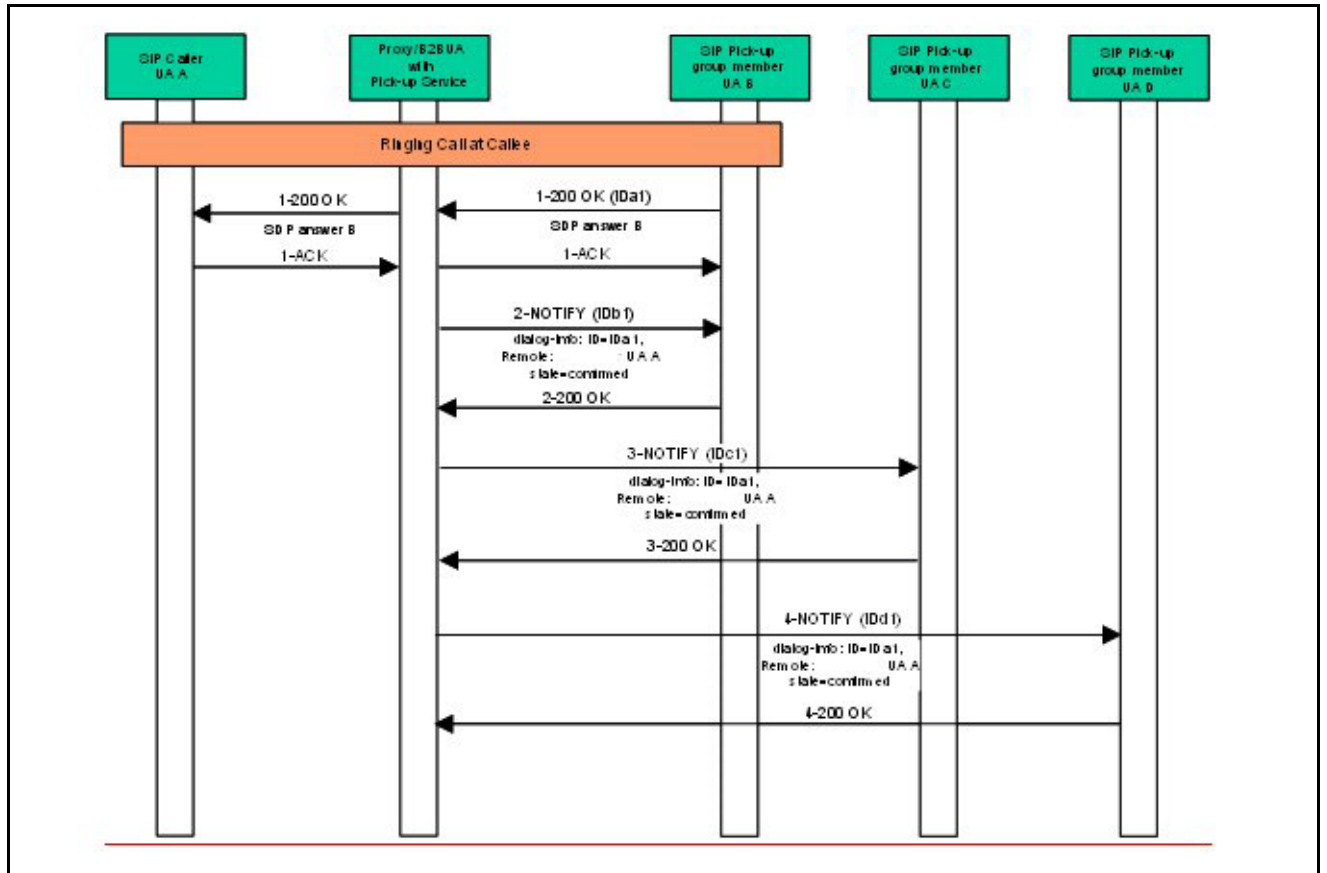 SIP Caller
UA A
Proxy/B2BUA
with
Pick-up Service
SIP Pick-up
group member
UA B
SIP Pick-up
group member
UA C
SIP Pick-up
group member
UA D
Ringing Call at Callee
1-200 OK
SDP answer B
1-200 OK (IDa1)
SDP answer B
1-ACK
1-ACK
2-NOTIFY (IDb1)
dialog-info: ID=IDa1,
Remote: UA A
state=confirmed
2-200 OK
3-NOTIFY (IDc1)
dialog-info: ID=IDa1,
Remote: UA A
state=confirmed
3-200 OK
4-NOTIFY (IDd1)
dialog-info: ID=IDa1,
Remote: UA A
state=confirmed
4-200 OK